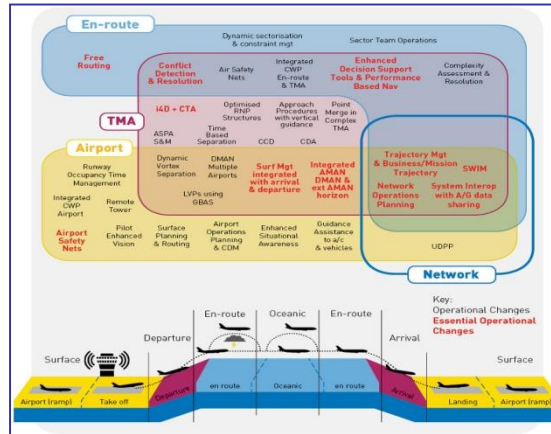 En-route
Dynamic sectorisation
& constraint mgt
Sector Team Operations
Free
Routing
Conflict
Detection
& Resolution
Air Safety
Nets
Integrated
CWP
En-route
& TMA
Enhanced
Decision Support
Tools & Performance
Based Nav
Complexity
Assessment &
Resolution
TMA
i4D + CTA
Optimised
RNP
Structures
Approach
Procedures
with vertical
guidance
Point
Merge in
Complex
TMA
ASPA
S&M
Time
Based Separation
CCD
CDA
Airport
Runway
Occupancy Time
Management
Dynamic
Vortex
Separation
DMAN
Multiple
Airports
Surf Mgt
integrated
with arrival
& departure
Integrated
AMAN
DMAN &
ext AMAN
horizon
Trajectory Mgt
& Business/Mission
Trajectory
SWIM
Integrated
CWP
Airport
Remote
Tower
LVPs using
GBAS
Network
Operations
Planning
System Interop
with A/G data
sharing
Airport
Safety
Nets
Pilot
Enhanced
Vision
Surface
Planning
& Routing
Airport
Operations
Planning
& CDM
Enhanced
Situational
Awareness
Guidance
Assistance
to a/c
& vehicles
UDPP
Network
Key:
Operational Changes
Essential Operational
Changes
Surface
Departure
En-route
Oceanic
En-route
Arrival
Surface
Airport (ramp)
Take off
Departure
en route
Oceanic
en route
Arrival
Landing
Airport (ramp)